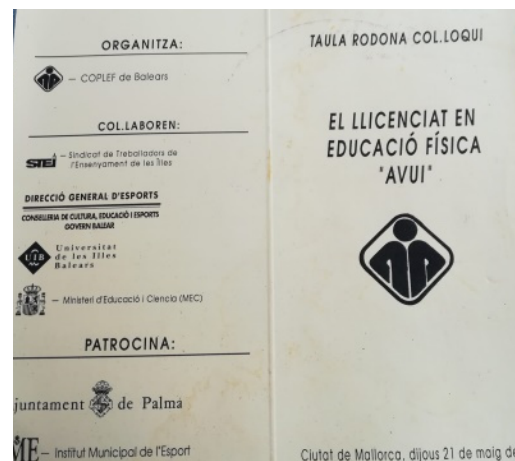 ORGANITZA:
— COPLEF de Balears
COL.LABOREN:
STEI — Sindicat de Treballadors de
l'Ensenyament de les Illes
DIRECCIÓ GENERAL D'ESPORTS
CONSELLERIA DE CULTURA, EDUCACIÓ I ESPORTS
GOVERN BALEAR
UIB Universitat
de les Illes
Balears
— Ministeri d'Educació i Ciencia (MEC)
PATROCINA:
juntament de Palma
ME — Institut Municipal de l'Esport
TAULA RODONA COL.LOQUI
EL LLICENCIAT EN
EDUCACIÓ FÍSICA
"AVUI"
Ciutat de Mallorca, dijous 21 de maig de